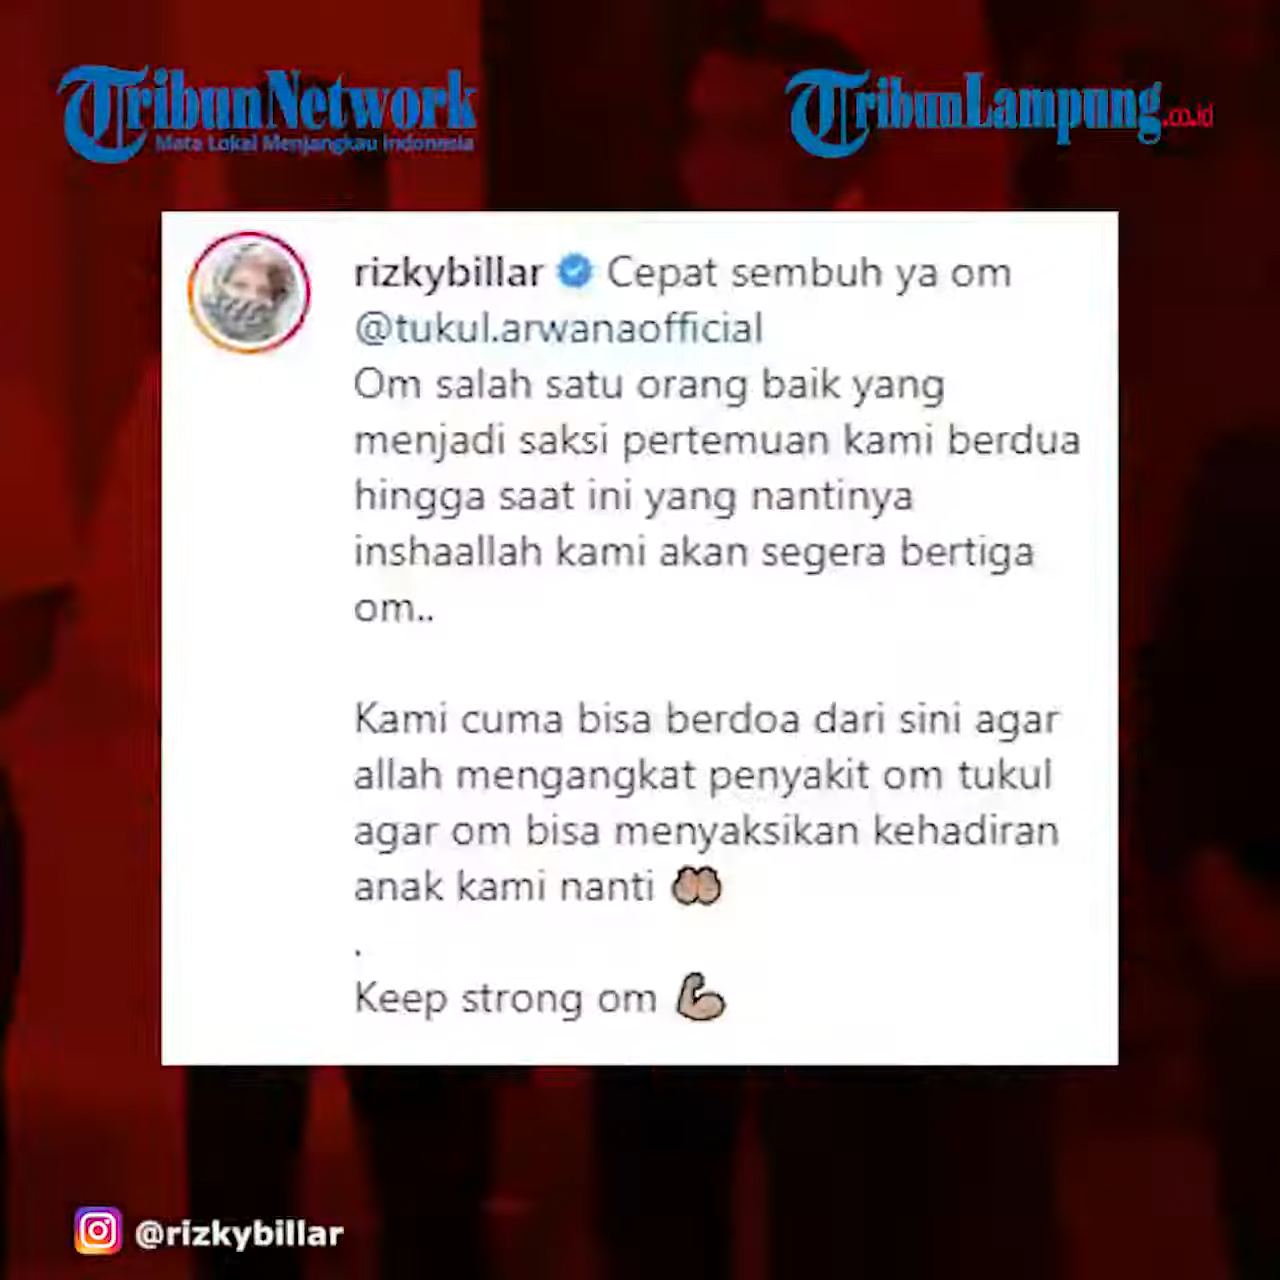 TribunNetwork
Mata Lokal Menjangkau Indonesia
TribunLampung.co.id
rizkybillar Cepat sembuh ya om
@tukul.arwanaofficial
Om salah satu orang baik yang
menjadi saksi pertemuan kami berdua
hingga saat ini yang nantinya
inshaallah kami akan segera bertiga
om..
Kami cuma bisa berdoa dari sini agar
allah mengangkat penyakit om tukul
agar om bisa menyaksikan kehadiran
anak kami nanti 🤲🏽
.
Keep strong om 💪🏽
@rizkybillar